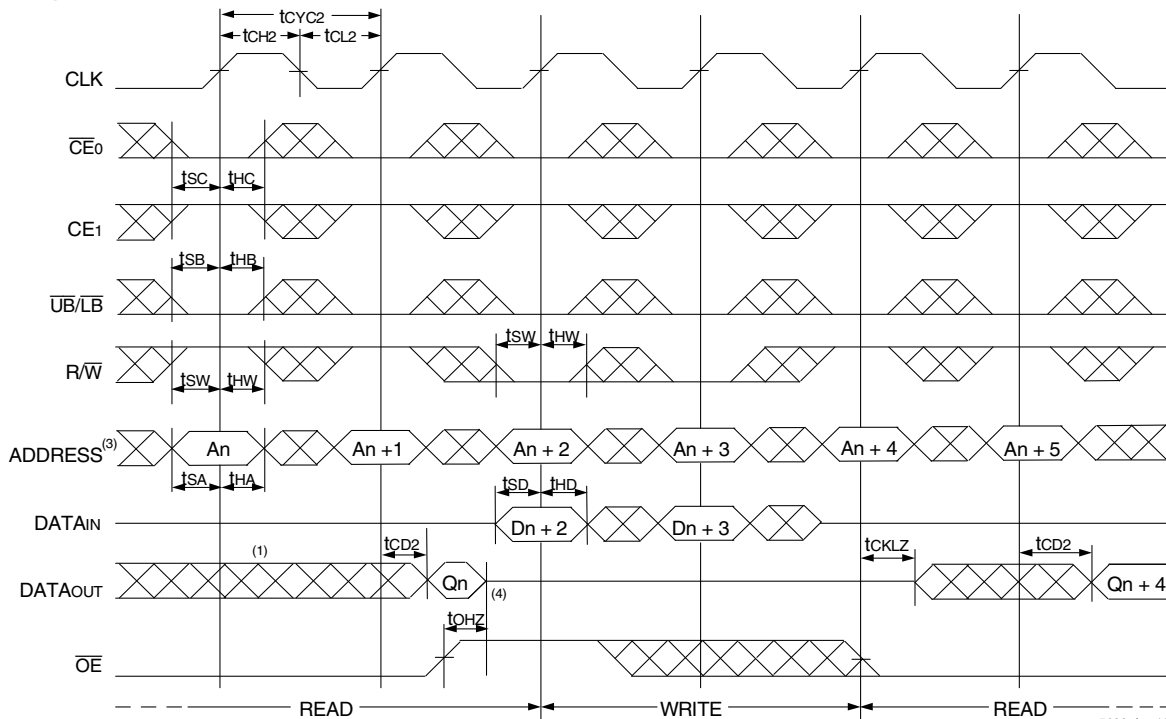 tCYC2
tCH2 tCL2
CLK
CE0
tSC tHC
CE1
tSB tHB
UB/LB
tSW tHW
R/W
tSW tHW
ADDRESS(3) An An +1 An + 2 An + 3 An + 4 An + 5
tSA tHA tSD tHD
DATAIN Dn + 2 Dn + 3
tCD2 tCKLZ tCD2
(1)
DATAOUT Qn (4) Qn + 4
tOHZ
OE
READ WRITE READ